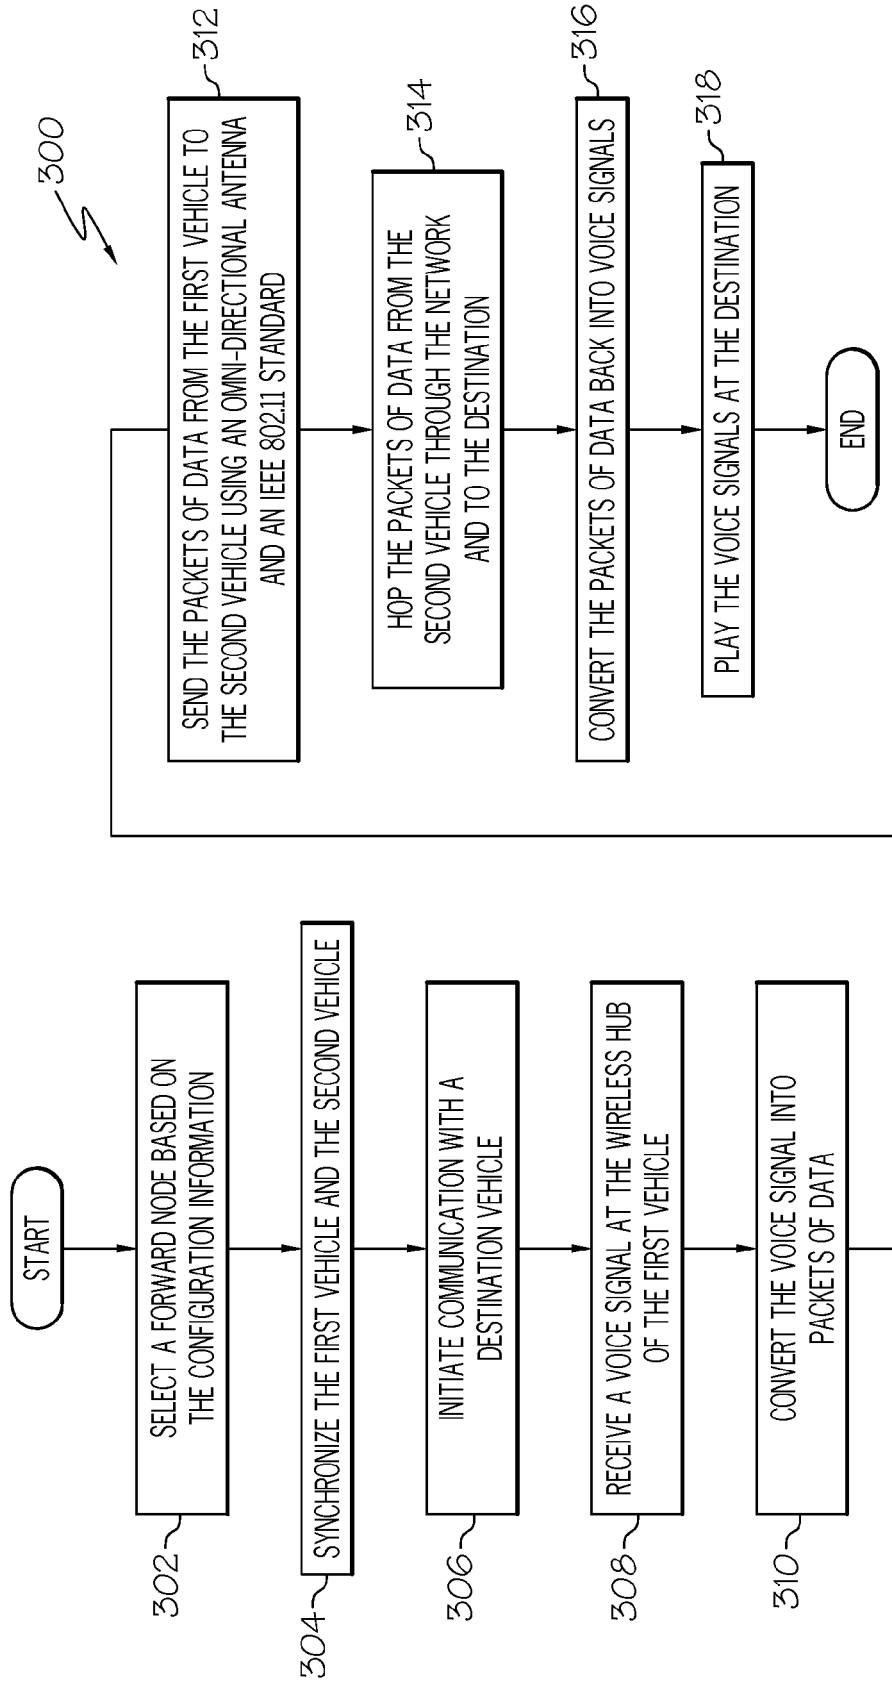 300
START
SELECT A FORWARD NODE BASED ON
THE CONFIGURATION INFORMATION
302
SYNCHRONIZE THE FIRST VEHICLE AND THE SECOND VEHICLE
304
INITIATE COMMUNICATION WITH A
DESTINATION VEHICLE
306
RECEIVE A VOICE SIGNAL AT THE WIRELESS HUB
OF THE FIRST VEHICLE
308
CONVERT THE VOICE SIGNAL INTO
PACKETS OF DATA
310
SEND THE PACKETS OF DATA FROM THE FIRST VEHICLE TO
THE SECOND VEHICLE USING AN OMNI-DIRECTIONAL ANTENNA
AND AN IEEE 802.11 STANDARD
312
HOP THE PACKETS OF DATA FROM THE
SECOND VEHICLE THROUGH THE NETWORK
AND TO THE DESTINATION
314
CONVERT THE PACKETS OF DATA BACK INTO VOICE SIGNALS
316
PLAY THE VOICE SIGNALS AT THE DESTINATION
318
END